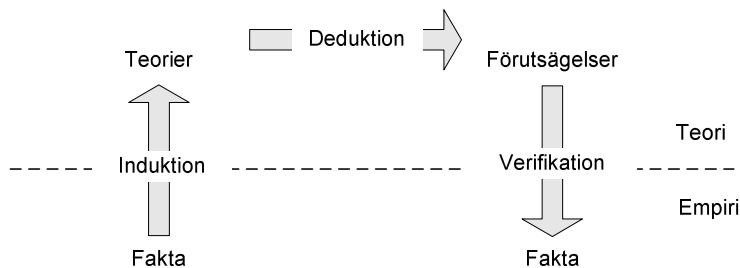 Deduktion
Teorier
Förutsägelser
Teori
Induktion
Verifikation
Empiri
Fakta
Fakta